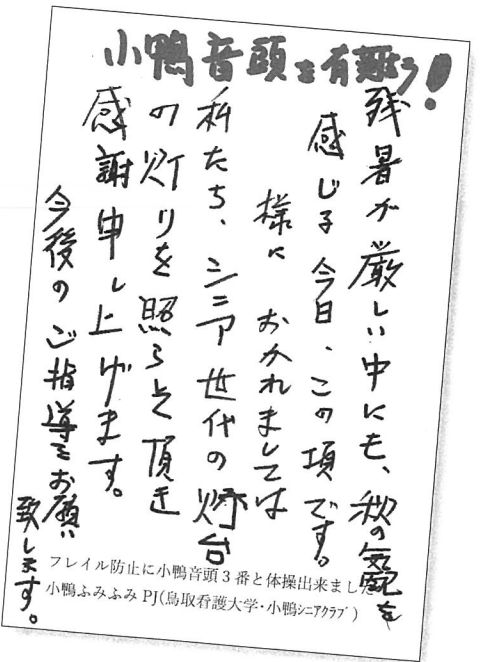 小鴨音頭を有難う!
残暑が厳しい中にも、秋の気配を
感じる今日、この項です。
様に おかれましては
私たち、シニア世代の灯台
の灯りを照らして頂き
感謝申し上げます。
今後のご指導をお願い
致します。
フレイル防止に小鴨音頭3番と体操出来ました
小鴨ふみふみPJ(鳥取看護大学・小鴨シニアクラブ)